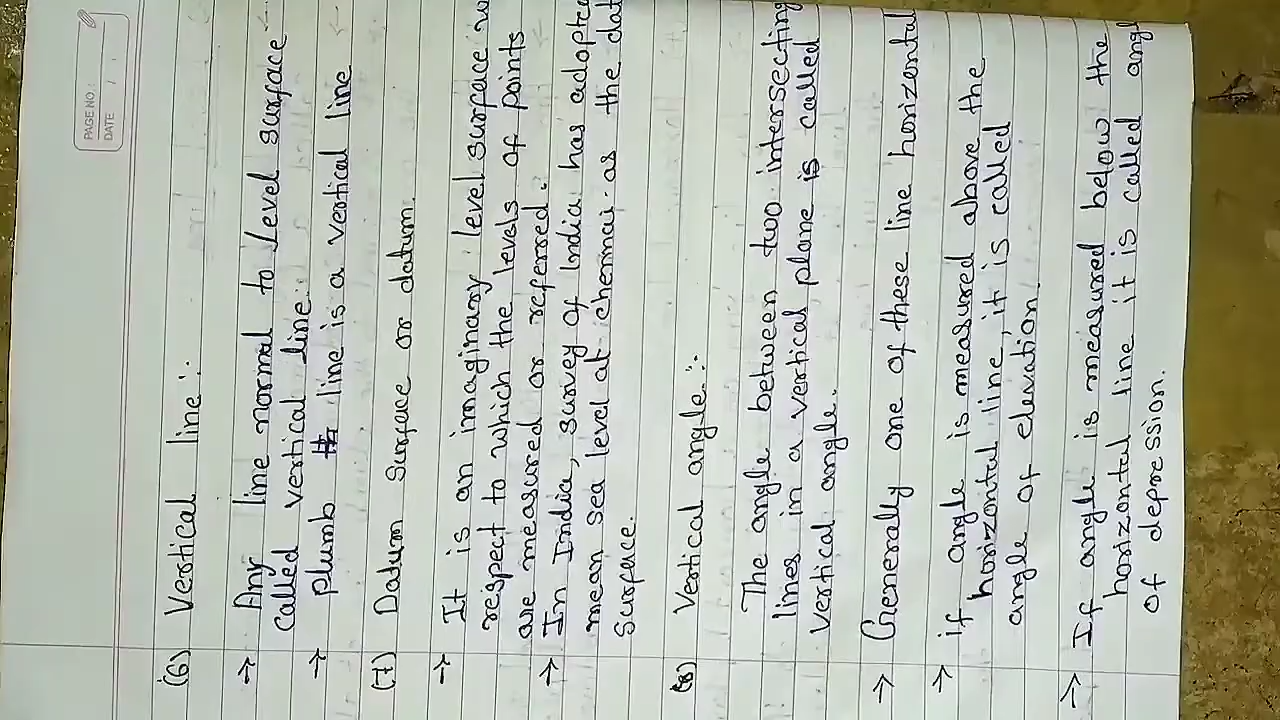 PAGE NO.:
DATE / /
(6) Vertical line :-
→ Any line normal to level surface
called vertical line.
→ plumb line is a vertical line
(7) Datum surface or datum.
→ It is an imaginary level surface
respect to which the levels of points
are measured or referred.
→ In India, survey of India has adopted
mean sea level at chennai as the
surface.
(8) Vertical angle :-
The angle between two intersecting
lines in a vertical plane is called
vertical angle.
→ Generally one of these line horizontal
→ if angle is measured above the
horizontal line, it is called
angle of elevation.
→ If angle is measured below the
horizontal line it is called
of depression.